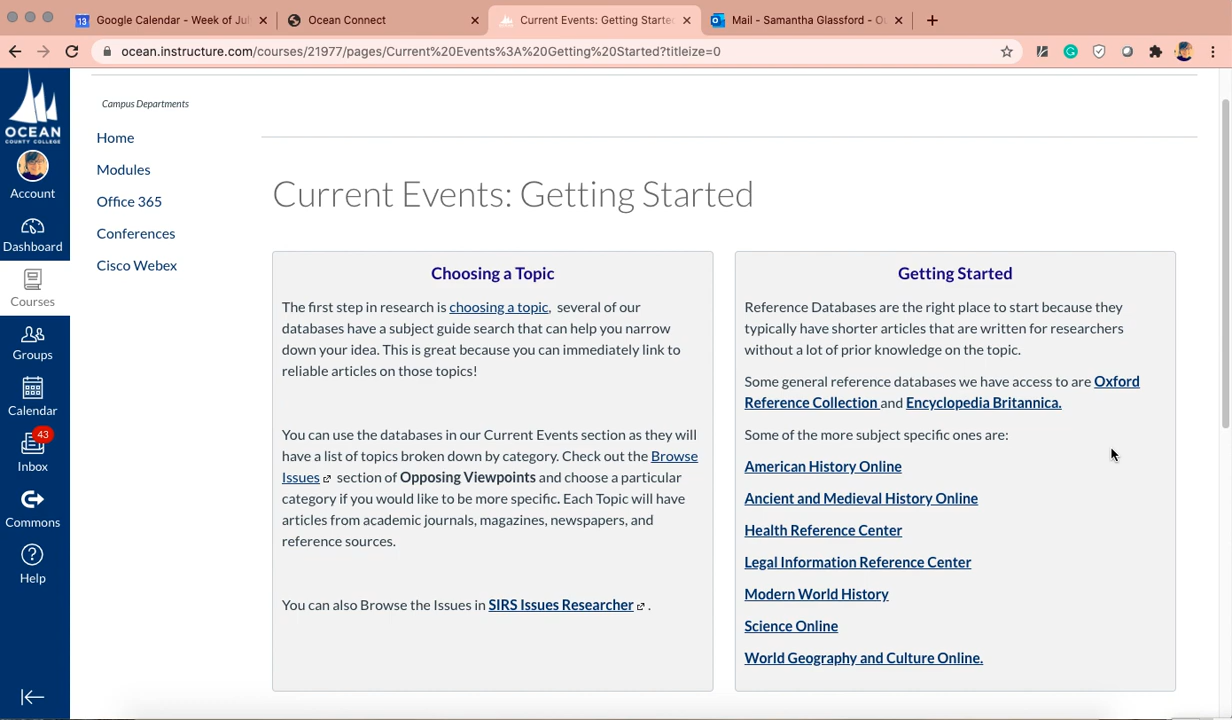 13 Google Calendar - Week of Jul
Ocean Connect
Current Events: Getting Starte
Mail - Samantha Glassford - Ou
ocean.instructure.com/courses/21977/pages/Current%20Events%3A%20Getting%20Started?titleize=0
OCEAN
COUNTY COLLEGE
Account
Dashboard
Courses
Groups
Calendar
43
Inbox
Commons
Help
Campus Departments
Home
Modules
Office 365
Conferences
Cisco Webex
Current Events: Getting Started
Choosing a Topic
The first step in research is choosing a topic, several of our
databases have a subject guide search that can help you narrow
down your idea. This is great because you can immediately link to
reliable articles on those topics!
You can use the databases in our Current Events section as they will
have a list of topics broken down by category. Check out the Browse
Issues section of Opposing Viewpoints and choose a particular
category if you would like to be more specific. Each Topic will have
articles from academic journals, magazines, newspapers, and
reference sources.
You can also Browse the Issues in SIRS Issues Researcher .
Getting Started
Reference Databases are the right place to start because they
typically have shorter articles that are written for researchers
without a lot of prior knowledge on the topic.
Some general reference databases we have access to are Oxford
Reference Collection and Encyclopedia Britannica.
Some of the more subject specific ones are:
American History Online
Ancient and Medieval History Online
Health Reference Center
Legal Information Reference Center
Modern World History
Science Online
World Geography and Culture Online.